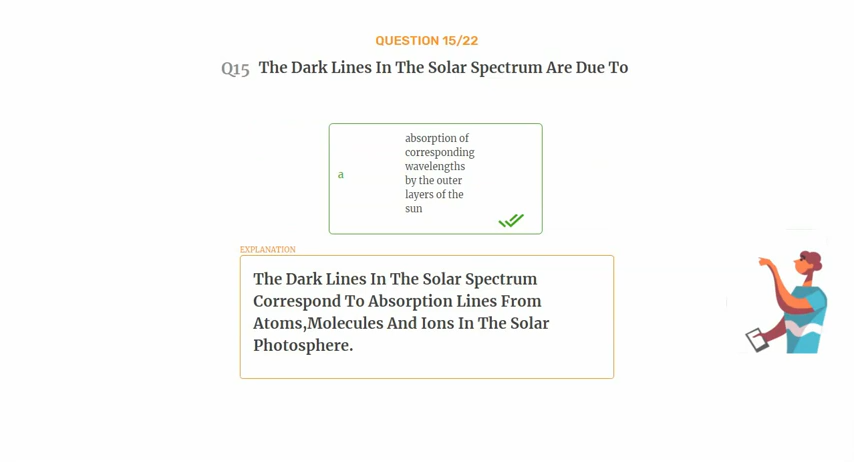 QUESTION 15/22
Q15 The Dark Lines In The Solar Spectrum Are Due To
a
absorption of
corresponding
wavelengths
by the outer
layers of the
sun
EXPLANATION
The Dark Lines In The Solar Spectrum
Correspond To Absorption Lines From
Atoms,Molecules And Ions In The Solar
Photosphere.